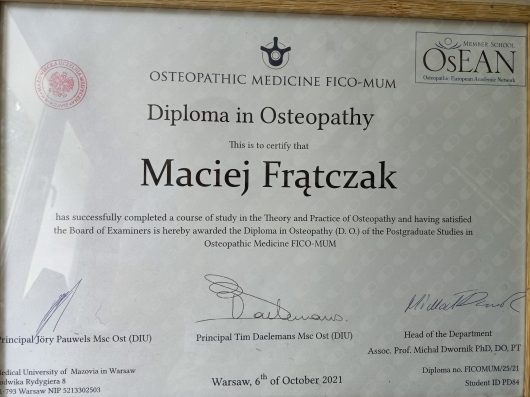 MEMBER SCHOOL
OsEAN
Osteopathic European Academic Network
OSTEOPATHIC MEDICINE FICO-MUM
Diploma in Osteopathy
This is to certify that
Maciej Frątczak
has successfully completed a course of study in the Theory and Practice of Osteopathy and having satisfied
the Board of Examiners is hereby awarded the Diploma in Osteopathy (D. O.) of the Postgraduate Studies in
Osteopathic Medicine FICO-MUM
Daelemans.
Principal Jöry Pauwels Msc Ost (DIU)
Principal Tim Daelemans Msc Ost (DIU)
Head of the Department
Assoc. Prof. Michal Dwornik PhD, DO, PT
Medical University of Mazovia in Warsaw
Ludwika Rydygiera 8
-793 Warsaw NIP 5213302503
Warsaw, 6th of October 2021
Diploma no. FICOMUM/25/21
Student ID PD84